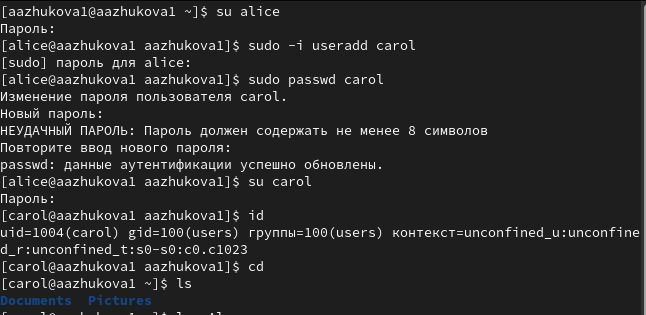 [aazhukova1@aazhukova1 ~]$ su alice
Пароль:
[alice@aazhukova1 aazhukova1]$ sudo -i useradd carol
[sudo] пароль для alice:
[alice@aazhukova1 aazhukova1]$ sudo passwd carol
Изменение пароля пользователя carol.
Новый пароль:
НЕУДАЧНЫЙ ПАРОЛЬ: Пароль должен содержать не менее 8 символов
Повторите ввод нового пароля:
passwd: данные аутентификации успешно обновлены.
[alice@aazhukova1 aazhukova1]$ su carol
Пароль:
[carol@aazhukova1 aazhukova1]$ id
uid=1004(carol) gid=100(users) группы=100(users) контекст=unconfined_u:unconfine
d_r:unconfined_t:s0-s0:c0.c1023
[carol@aazhukova1 aazhukova1]$ cd
[carol@aazhukova1 ~]$ ls
Documents  Pictures